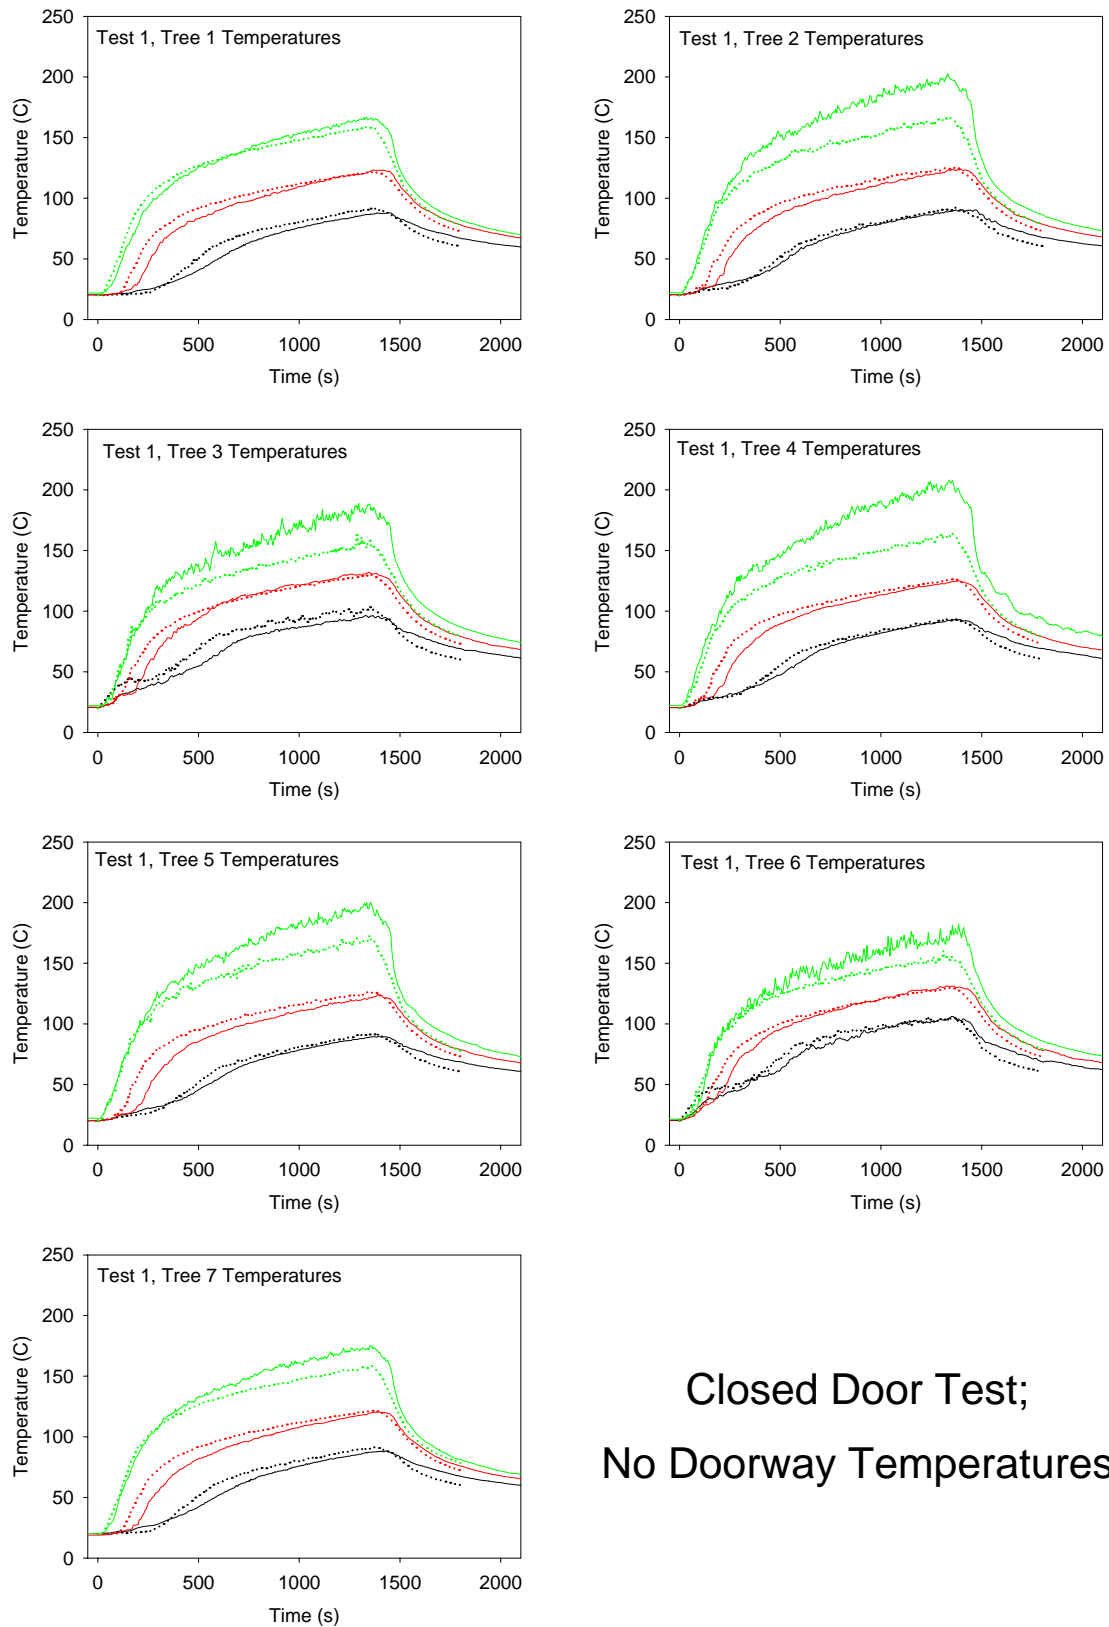 Test 1, Tree 1 Temperatures
Temperature (C)
250
200
150
100
50
0
0 500 1000 1500 2000
Time (s)
Test 1, Tree 2 Temperatures
Temperature (C)
250
200
150
100
50
0
0 500 1000 1500 2000
Time (s)
Test 1, Tree 3 Temperatures
Temperature (C)
250
200
150
100
50
0
0 500 1000 1500 2000
Time (s)
Test 1, Tree 4 Temperatures
Temperature (C)
250
200
150
100
50
0
0 500 1000 1500 2000
Time (s)
Test 1, Tree 5 Temperatures
Temperature (C)
250
200
150
100
50
0
0 500 1000 1500 2000
Time (s)
Test 1, Tree 6 Temperatures
Temperature (C)
250
200
150
100
50
0
0 500 1000 1500 2000
Time (s)
Test 1, Tree 7 Temperatures
Temperature (C)
250
200
150
100
50
0
0 500 1000 1500 2000
Time (s)
Closed Door Test;
No Doorway Temperatures